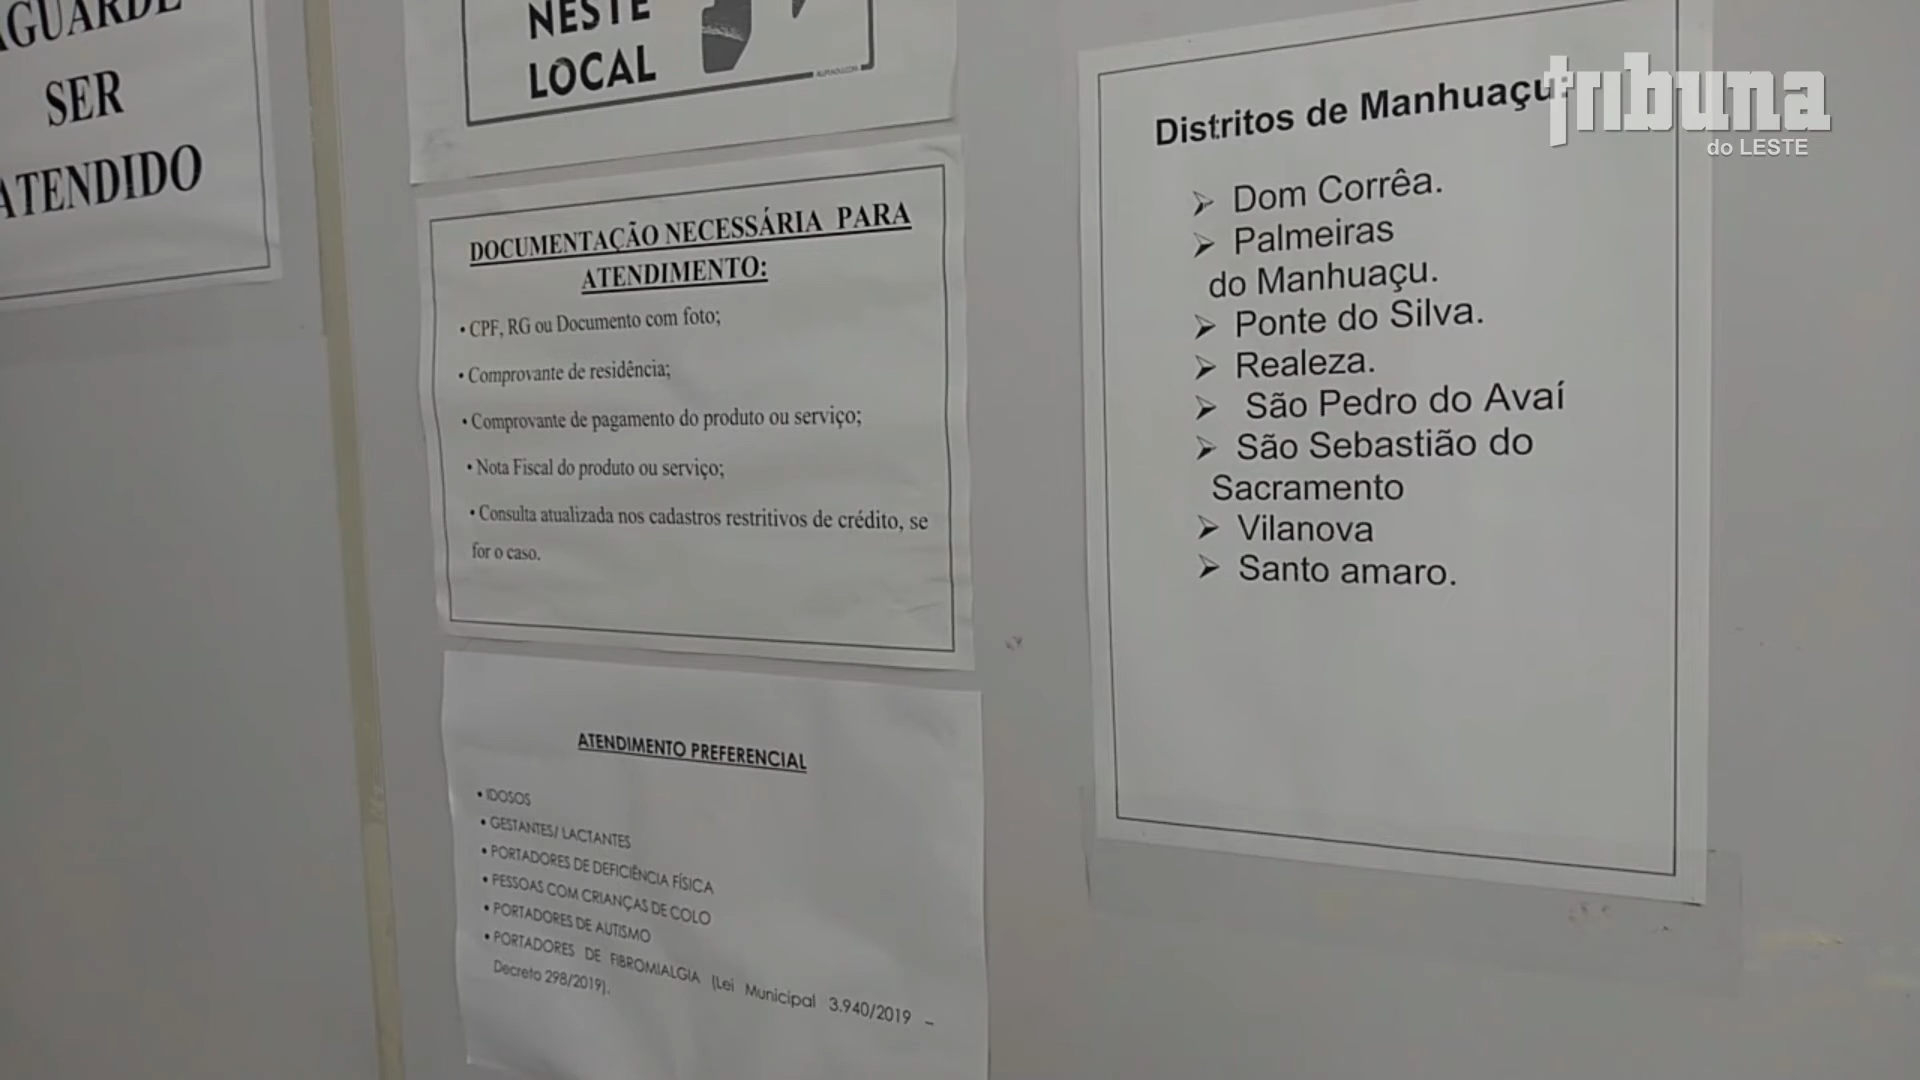 AGUARDE
SER
ATENDIDO
NESTE
LOCAL
DOCUMENTAÇÃO NECESSÁRIA PARA
ATENDIMENTO:
• CPF, RG ou Documento com foto;
• Comprovante de residência;
• Comprovante de pagamento do produto ou serviço;
• Nota Fiscal do produto ou serviço;
• Consulta atualizada nos cadastros restritivos de crédito, se
for o caso.
ATENDIMENTO PREFERENCIAL
• IDOSOS
• GESTANTES/ LACTANTES
• PORTADORES DE DEFICIÊNCIA FÍSICA
• PESSOAS COM CRIANÇAS DE COLO
• PORTADORES DE AUTISMO
• PORTADORES DE FIBROMIALGIA (Lei Municipal 3.940/2019 –
Decreto 298/2019).
Distritos de Manhuaçu:
➢ Dom Corrêa.
➢ Palmeiras
do Manhuaçu.
➢ Ponte do Silva.
➢ Realeza.
➢ São Pedro do Avaí
➢ São Sebastião do
Sacramento
➢ Vilanova
➢ Santo amaro.
tribuna
do LESTE